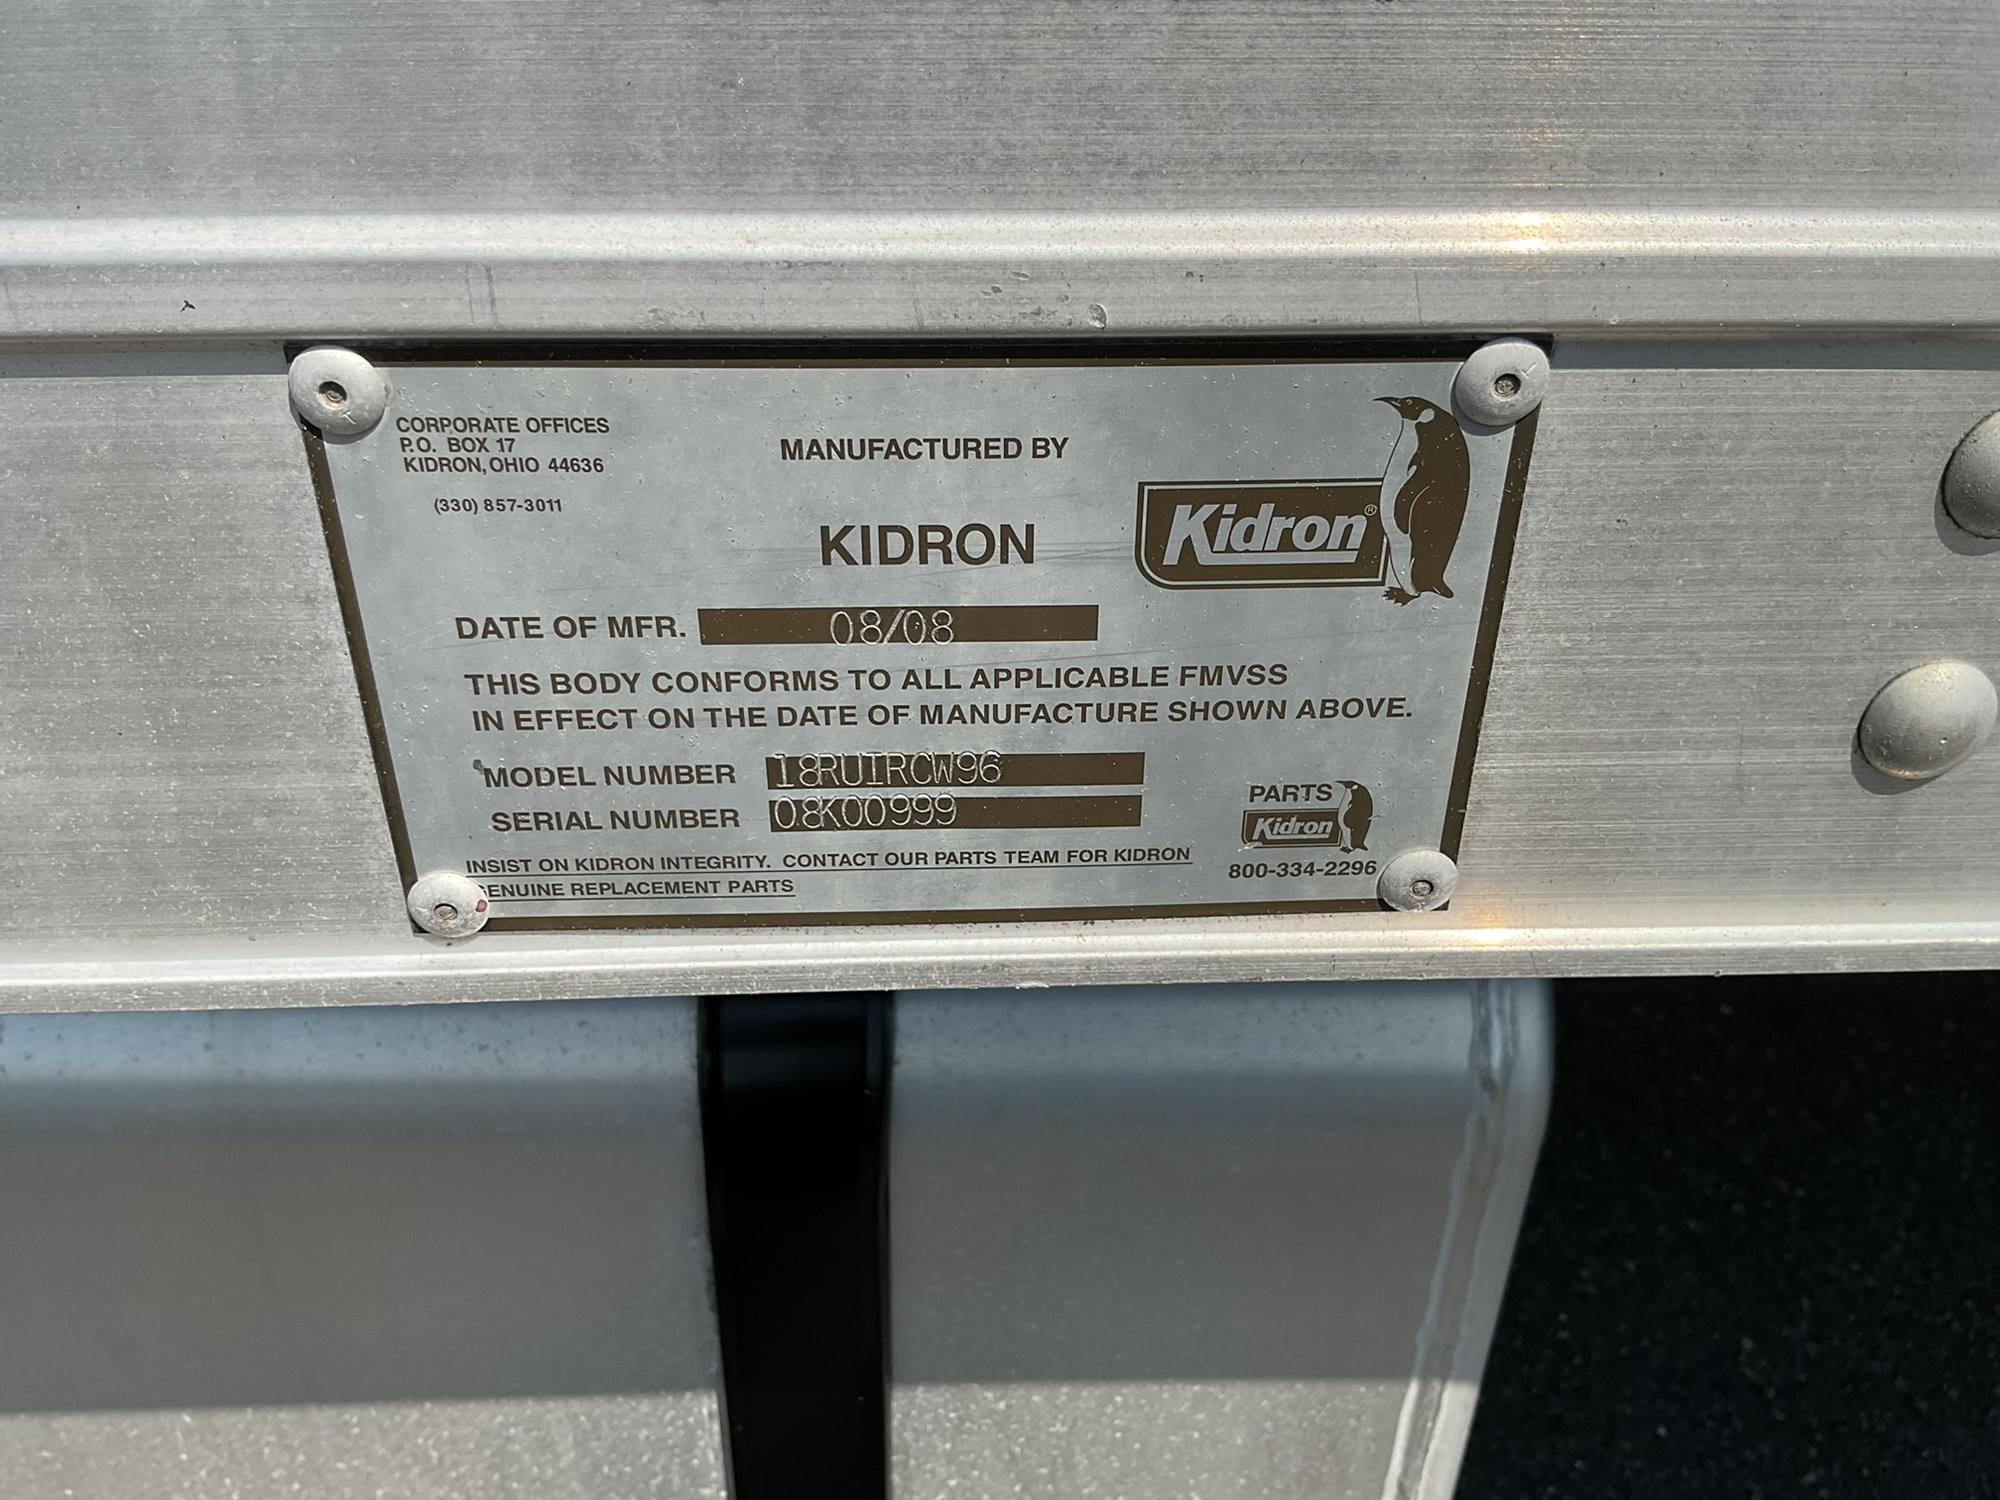 CORPORATE OFFICES
P.O. BOX 17
KIDRON, OHIO 44636
(330) 857-3011
MANUFACTURED BY
KIDRON
Kidron®
DATE OF MFR. 08/08
THIS BODY CONFORMS TO ALL APPLICABLE FMVSS
IN EFFECT ON THE DATE OF MANUFACTURE SHOWN ABOVE.
MODEL NUMBER 18RUIRCW96
SERIAL NUMBER 08K00999
INSIST ON KIDRON INTEGRITY. CONTACT OUR PARTS TEAM FOR KIDRON
GENUINE REPLACEMENT PARTS
PARTS
Kidron
800-334-2296